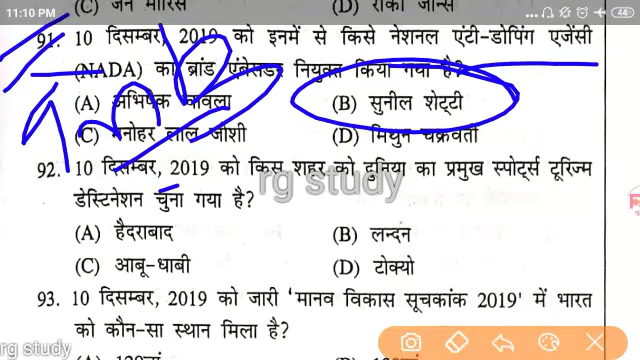 11:10 PM 44
(C) जेन मॉरिस (D) राकी जोन्स
91. 10 दिसम्बर, 2019 को इनमें से किसे नेशनल एंटी-डोपिंग एजेंसी
(NADA) का ब्रांड एंबेसडर नियुक्त किया गया है?
(A) अभिषेक चावला (B) सुनील शेट्टी
(C) मनोहर लाल जोशी (D) मिथुन चक्रवर्ती
92. 10 दिसम्बर, 2019 को किस शहर को दुनिया का प्रमुख स्पोर्ट्स टूरिज्म
rg study
डेस्टिनेशन चुना गया है?
(A) हैदराबाद (B) लन्दन
(C) आबू-धाबी (D) टोक्यो
93. 10 दिसम्बर, 2019 को जारी 'मानव विकास सूचकांक 2019' में भारत
को कौन-सा स्थान मिला है?
rg study
(A) 129वां (B)